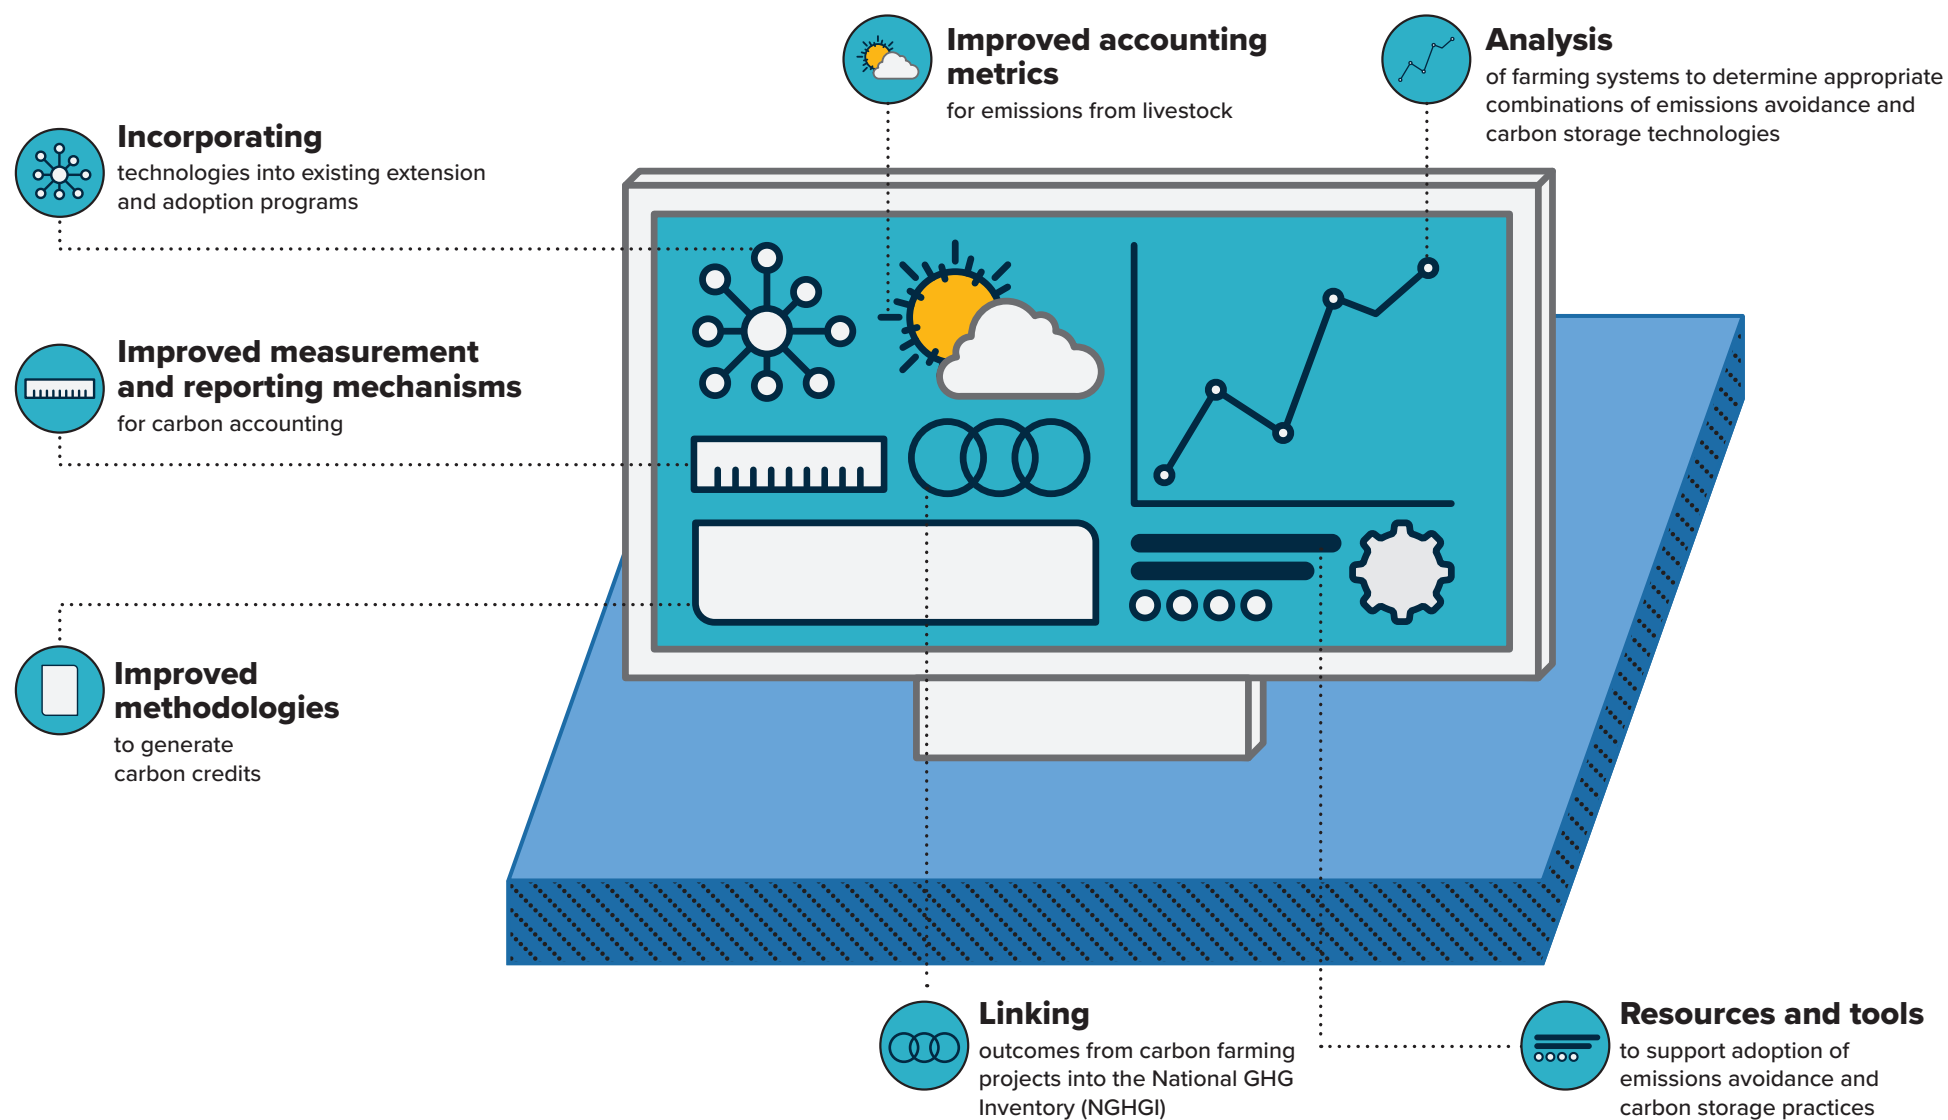 Improved accounting
metrics
for emissions from livestock
Analysis
of farming systems to determine appropriate
combinations of emissions avoidance and
carbon storage technologies
Incorporating
technologies into existing extension
and adoption programs
Improved measurement
and reporting mechanisms
for carbon accounting
Improved
methodologies
to generate
carbon credits
Linking
outcomes from carbon farming
projects into the National GHG
Inventory (NGHGI)
Resources and tools
to support adoption of
emissions avoidance and
carbon storage practices